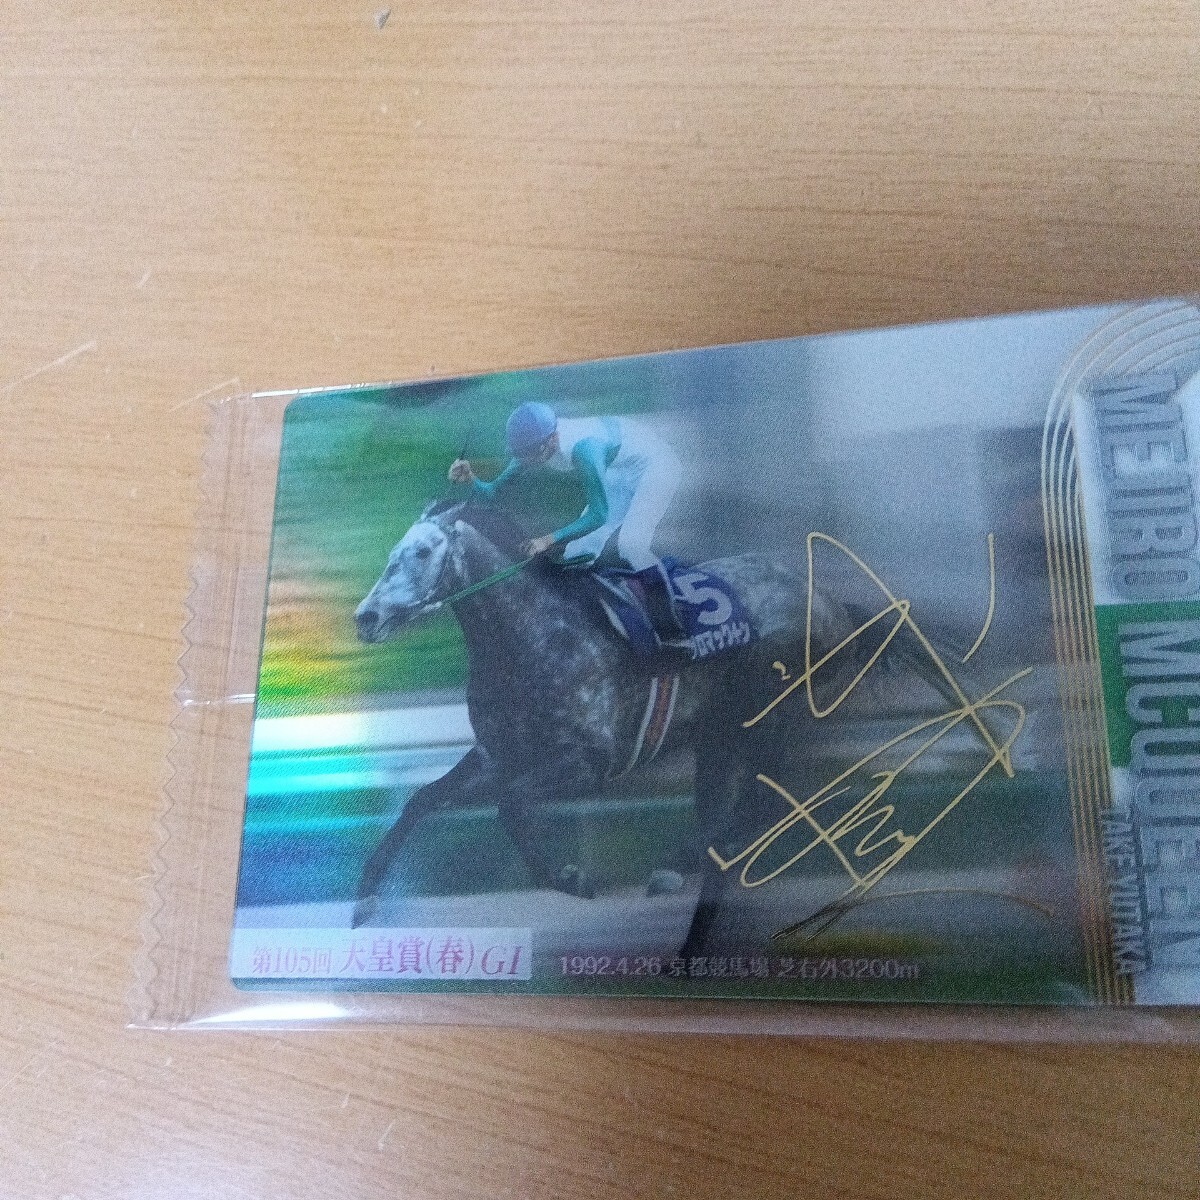 5
ジロマックイーン
MEJIRO MCQUEEN
TAKE YUTAKA
第105回 天皇賞(春) GI
1992.4.26 京都競馬場 芝右外3200m